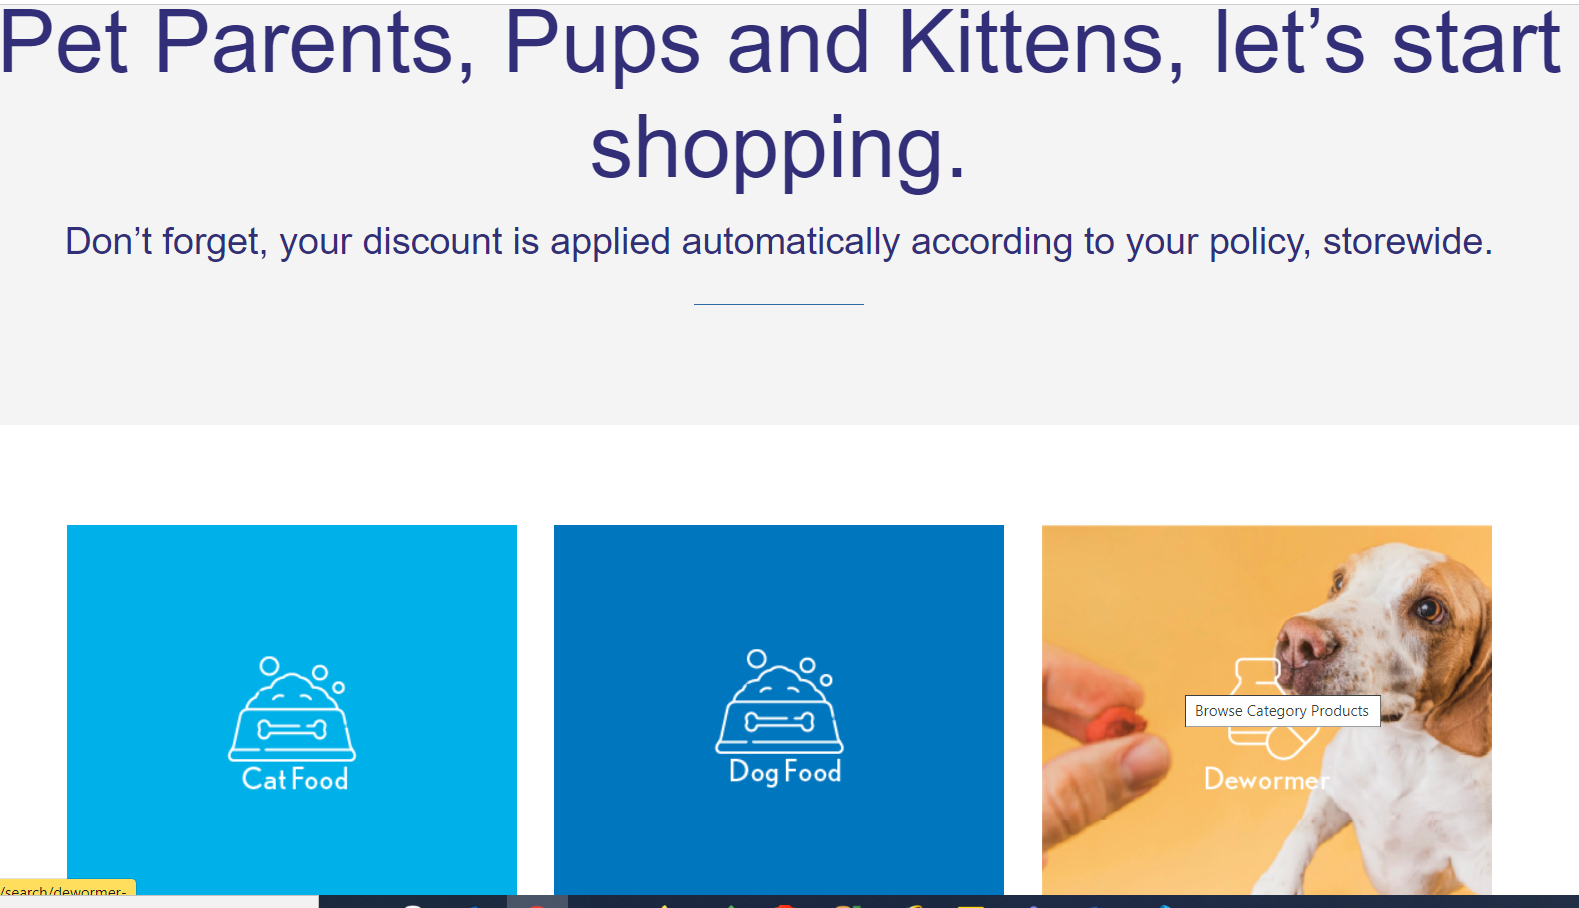 Pet Parents, Pups and Kittens, let’s start
shopping.
Don’t forget, your discount is applied automatically according to your policy, storewide.
Cat Food
Dog Food
Browse Category Products
Dewormer
/search/dewormer-